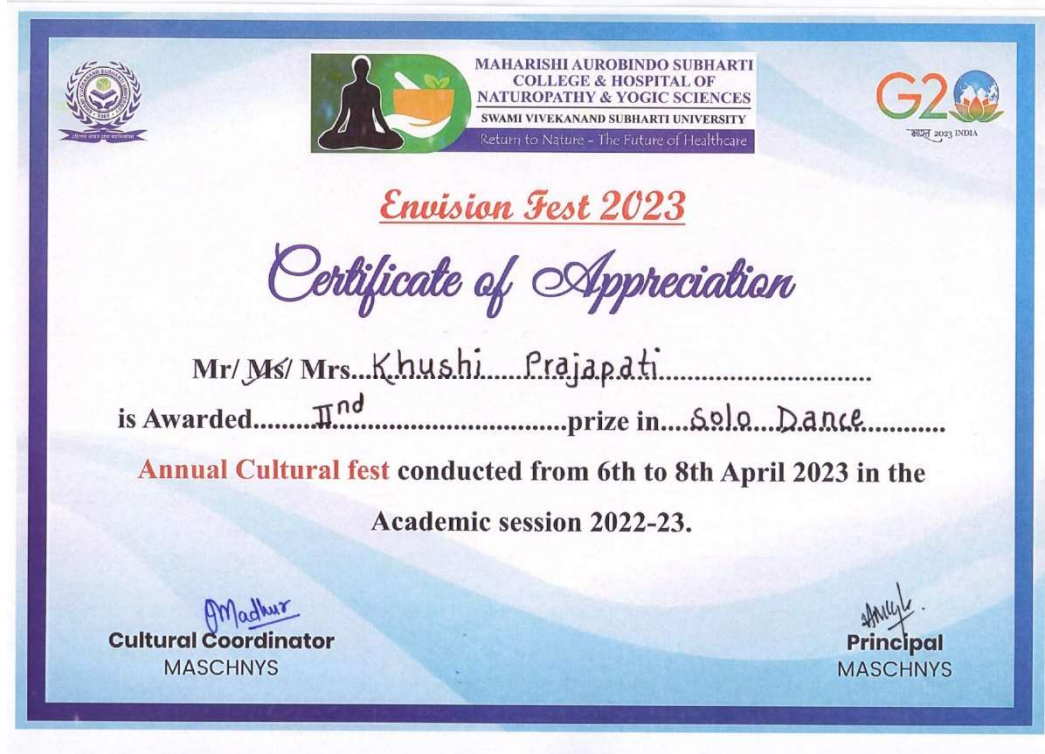 MAHARISHI AUROBINDO SUBHARTI
COLLEGE & HOSPITAL OF
NATUROPATHY & YOGIC SCIENCES
SWAMI VIVEKANAND SUBHARTI UNIVERSITY
Return to Nature - The Future of Healthcare
G20
भारत 2023 INDIA
Envision Fest 2023
Certificate of Appreciation
Mr/ Ms/ Mrs...Khushi Prajapati
is Awarded.......IInd.......prize in....Solo Dance
Annual Cultural fest conducted from 6th to 8th April 2023 in the
Academic session 2022-23.
Madhur
Cultural Coordinator
MASCHNYS
Principal
MASCHNYS